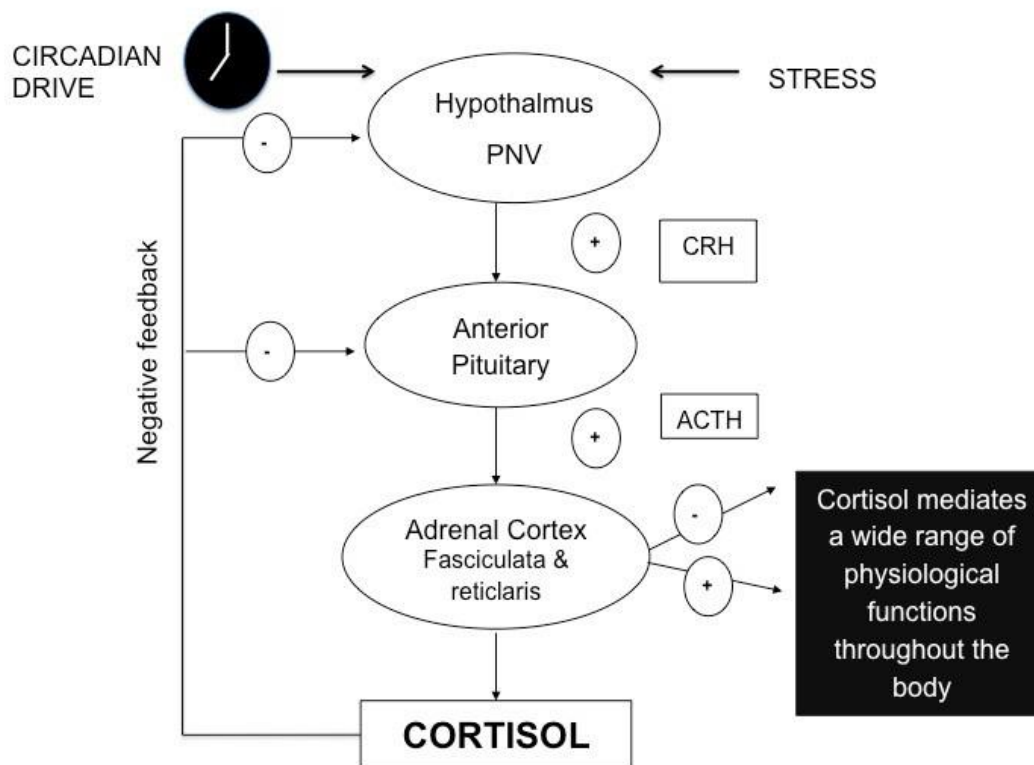 CIRCADIAN
DRIVE
STRESS
Hypothalmus
PNV
-
+
CRH
Negative feedback
-
Anterior
Pituitary
+
ACTH
Adrenal Cortex
Fasciculata &
reticlaris
-
+
Cortisol mediates
a wide range of
physiological
functions
throughout the
body
CORTISOL